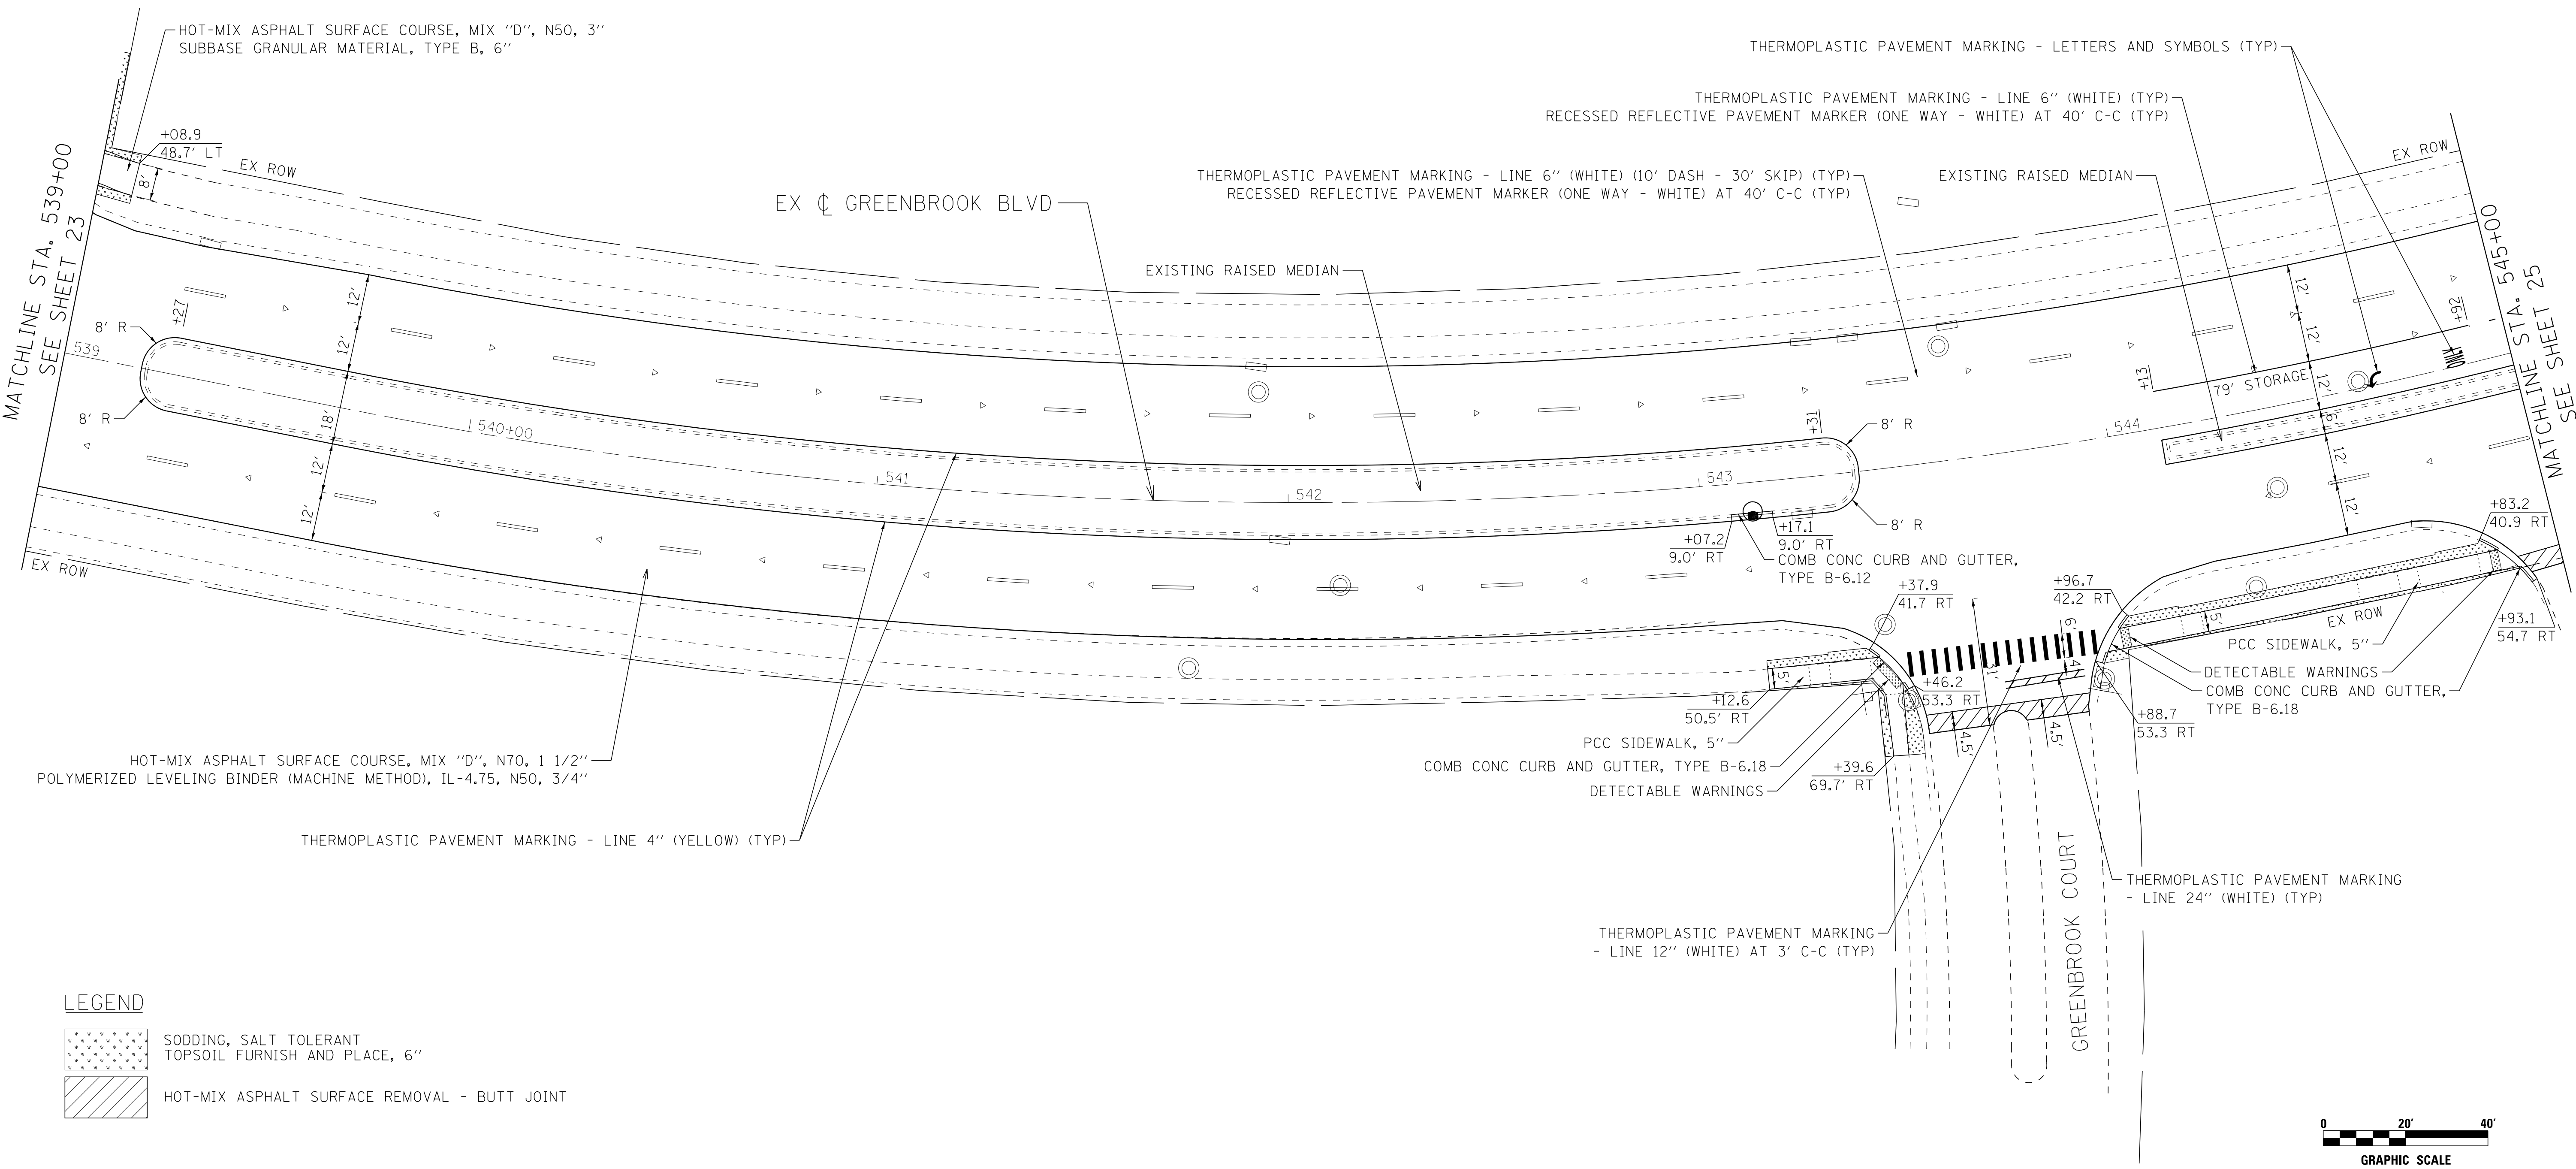 HOT-MIX ASPHALT SURFACE COURSE, MIX "D", N50, 3"
SUBBASE GRANULAR MATERIAL, TYPE B, 6"
THERMOPLASTIC PAVEMENT MARKING - LETTERS AND SYMBOLS (TYP)
THERMOPLASTIC PAVEMENT MARKING - LINE 6" (WHITE) (TYP)
RECESSED REFLECTIVE PAVEMENT MARKER (ONE WAY - WHITE) AT 40' C-C (TYP)
THERMOPLASTIC PAVEMENT MARKING - LINE 6" (WHITE) (10' DASH - 30' SKIP) (TYP)
RECESSED REFLECTIVE PAVEMENT MARKER (ONE WAY - WHITE) AT 40' C-C (TYP)
EXISTING RAISED MEDIAN
EX ROW
+08.9
48.7' LT
EX ROW
8'
MATCHLINE STA. 539+00
SEE SHEET 23
EX ℄ GREENBROOK BLVD
EXISTING RAISED MEDIAN
MATCHLINE STA. 545+00
SEE SHEET 25
+27
8' R
8' R
539
12'
12'
18'
12'
12'
540+00
541
542
543
544
+31
8' R
8' R
+13
79' STORAGE
+92
ONLY
12'
12'
12'
6'
12'
12'
+07.2
9.0' RT
+17.1
9.0' RT
COMB CONC CURB AND GUTTER,
TYPE B-6.12
+83.2
40.9 RT
+37.9
41.7 RT
+96.7
42.2 RT
EX ROW
6'
4'
31'
5'
EX ROW
PCC SIDEWALK, 5"
+93.1
54.7 RT
DETECTABLE WARNINGS
COMB CONC CURB AND GUTTER,
TYPE B-6.18
5'
+46.2
53.3 RT
+12.6
50.5' RT
+88.7
53.3 RT
4.5'
4.5'
PCC SIDEWALK, 5"
COMB CONC CURB AND GUTTER, TYPE B-6.18
DETECTABLE WARNINGS
+39.6
69.7' RT
HOT-MIX ASPHALT SURFACE COURSE, MIX "D", N70, 1 1/2"
POLYMERIZED LEVELING BINDER (MACHINE METHOD), IL-4.75, N50, 3/4"
THERMOPLASTIC PAVEMENT MARKING - LINE 4" (YELLOW) (TYP)
GREENBROOK COURT
THERMOPLASTIC PAVEMENT MARKING
- LINE 24" (WHITE) (TYP)
THERMOPLASTIC PAVEMENT MARKING
- LINE 12" (WHITE) AT 3' C-C (TYP)
LEGEND
SODDING, SALT TOLERANT
TOPSOIL FURNISH AND PLACE, 6"
HOT-MIX ASPHALT SURFACE REMOVAL - BUTT JOINT
0 20' 40'
GRAPHIC SCALE